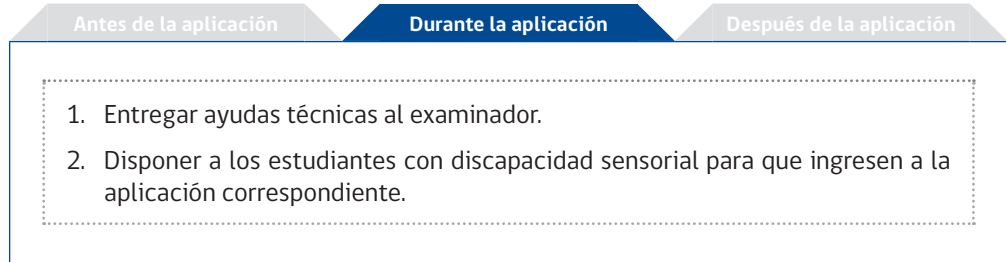 Antes de la aplicación
Durante la aplicación
Después de la aplicación
1. Entregar ayudas técnicas al examinador.
2. Disponer a los estudiantes con discapacidad sensorial para que ingresen a la
aplicación correspondiente.